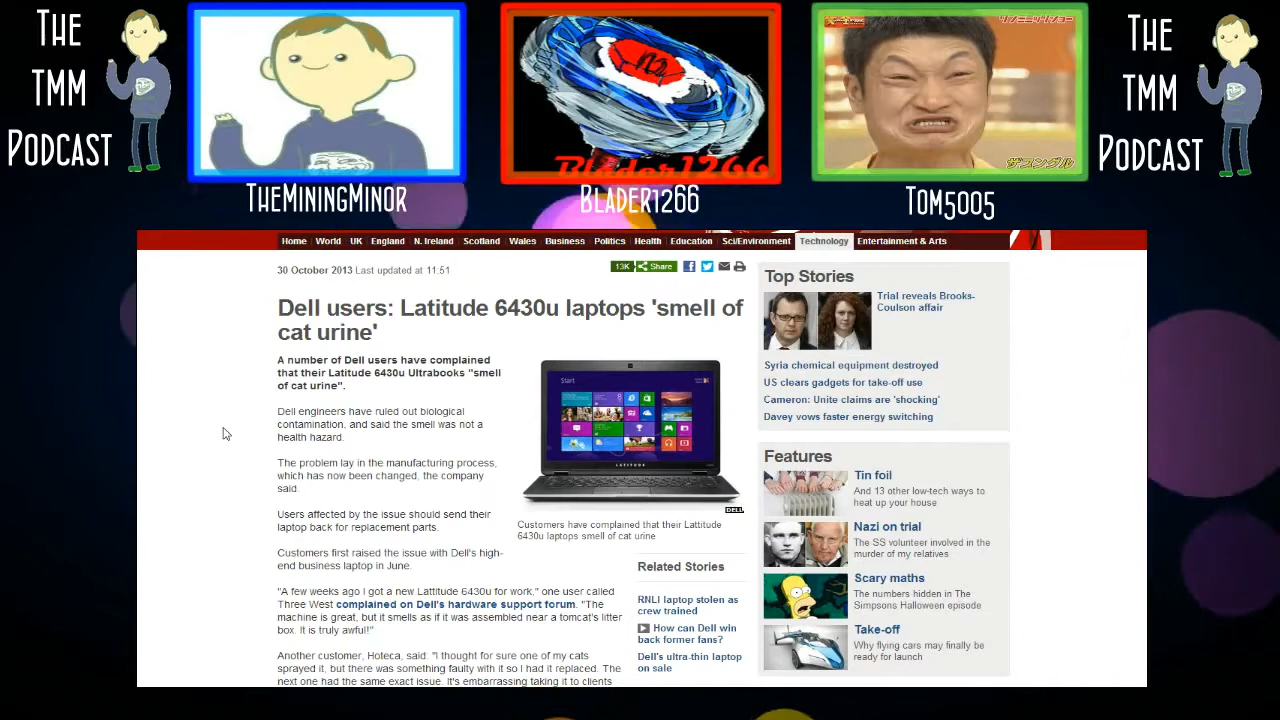 The
TMM
Podcast
TheMiningMinor
Blader1266
Blader1266
ザ・スングル
Tom5005
The
TMM
Podcast
Home World UK England N. Ireland Scotland Wales Business Politics Health Education Sci/Environment Technology Entertainment & Arts
30 October 2013 Last updated at 11:51
13K Share
Dell users: Latitude 6430u laptops 'smell of
cat urine'
A number of Dell users have complained
that their Latitude 6430u Ultrabooks "smell
of cat urine".
Dell engineers have ruled out biological
contamination, and said the smell was not a
health hazard.
The problem lay in the manufacturing process,
which has now been changed, the company
said.
Users affected by the issue should send their
laptop back for replacement parts.
Customers first raised the issue with Dell's high-
end business laptop in June.
"A few weeks ago I got a new Lattitude 6430u for work," one user called
Three West complained on Dell's hardware support forum. "The
machine is great, but it smells as if it was assembled near a tomcat's litter
box. It is truly awful!"
Another customer, Hoteca, said: "I thought for sure one of my cats
sprayed it, but there was something faulty with it so I had it replaced. The
next one had the same exact issue. It's embarrassing taking it to clients
Start
LATITUDE
DELL
Customers have complained that their Lattitude
6430u laptops smell of cat urine
Related Stories
RNLI laptop stolen as
crew trained
How can Dell win
back former fans?
Dell's ultra-thin laptop
on sale
Top Stories
Trial reveals Brooks-
Coulson affair
Syria chemical equipment destroyed
US clears gadgets for take-off use
Cameron: Unite claims are 'shocking'
Davey vows faster energy switching
Features
Tin foil
And 13 other low-tech ways to
heat up your house
Nazi on trial
The SS volunteer involved in the
murder of my relatives
Scary maths
The numbers hidden in The
Simpsons Halloween episode
Take-off
Why flying cars may finally be
ready for launch